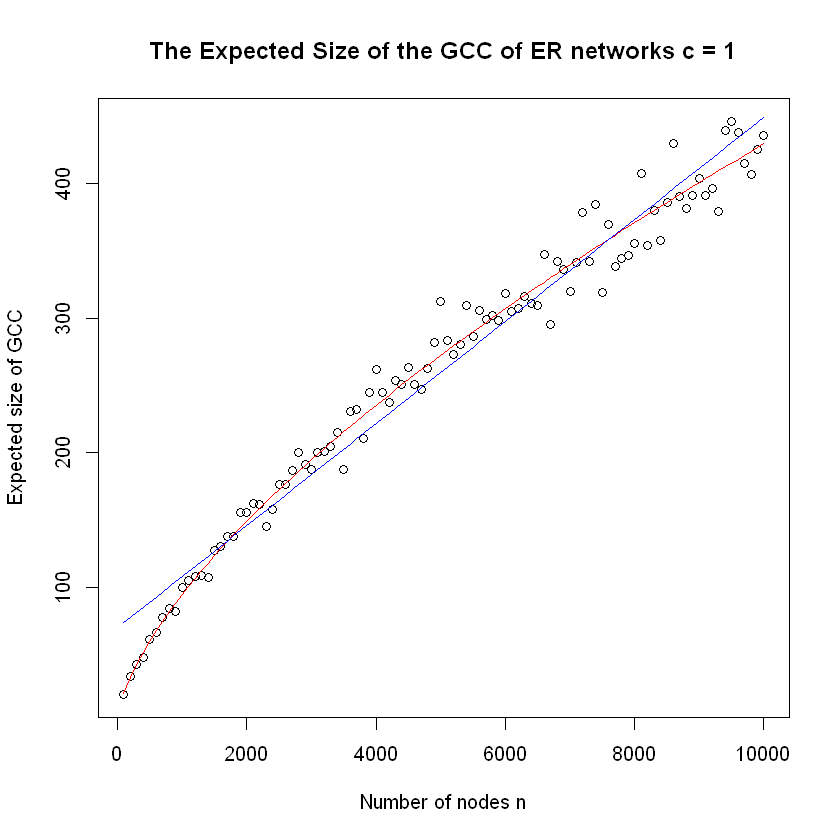 The Expected Size of the GCC of ER networks c = 1
Expected size of GCC
400
300
200
100
0 2000 4000 6000 8000 10000
Number of nodes n